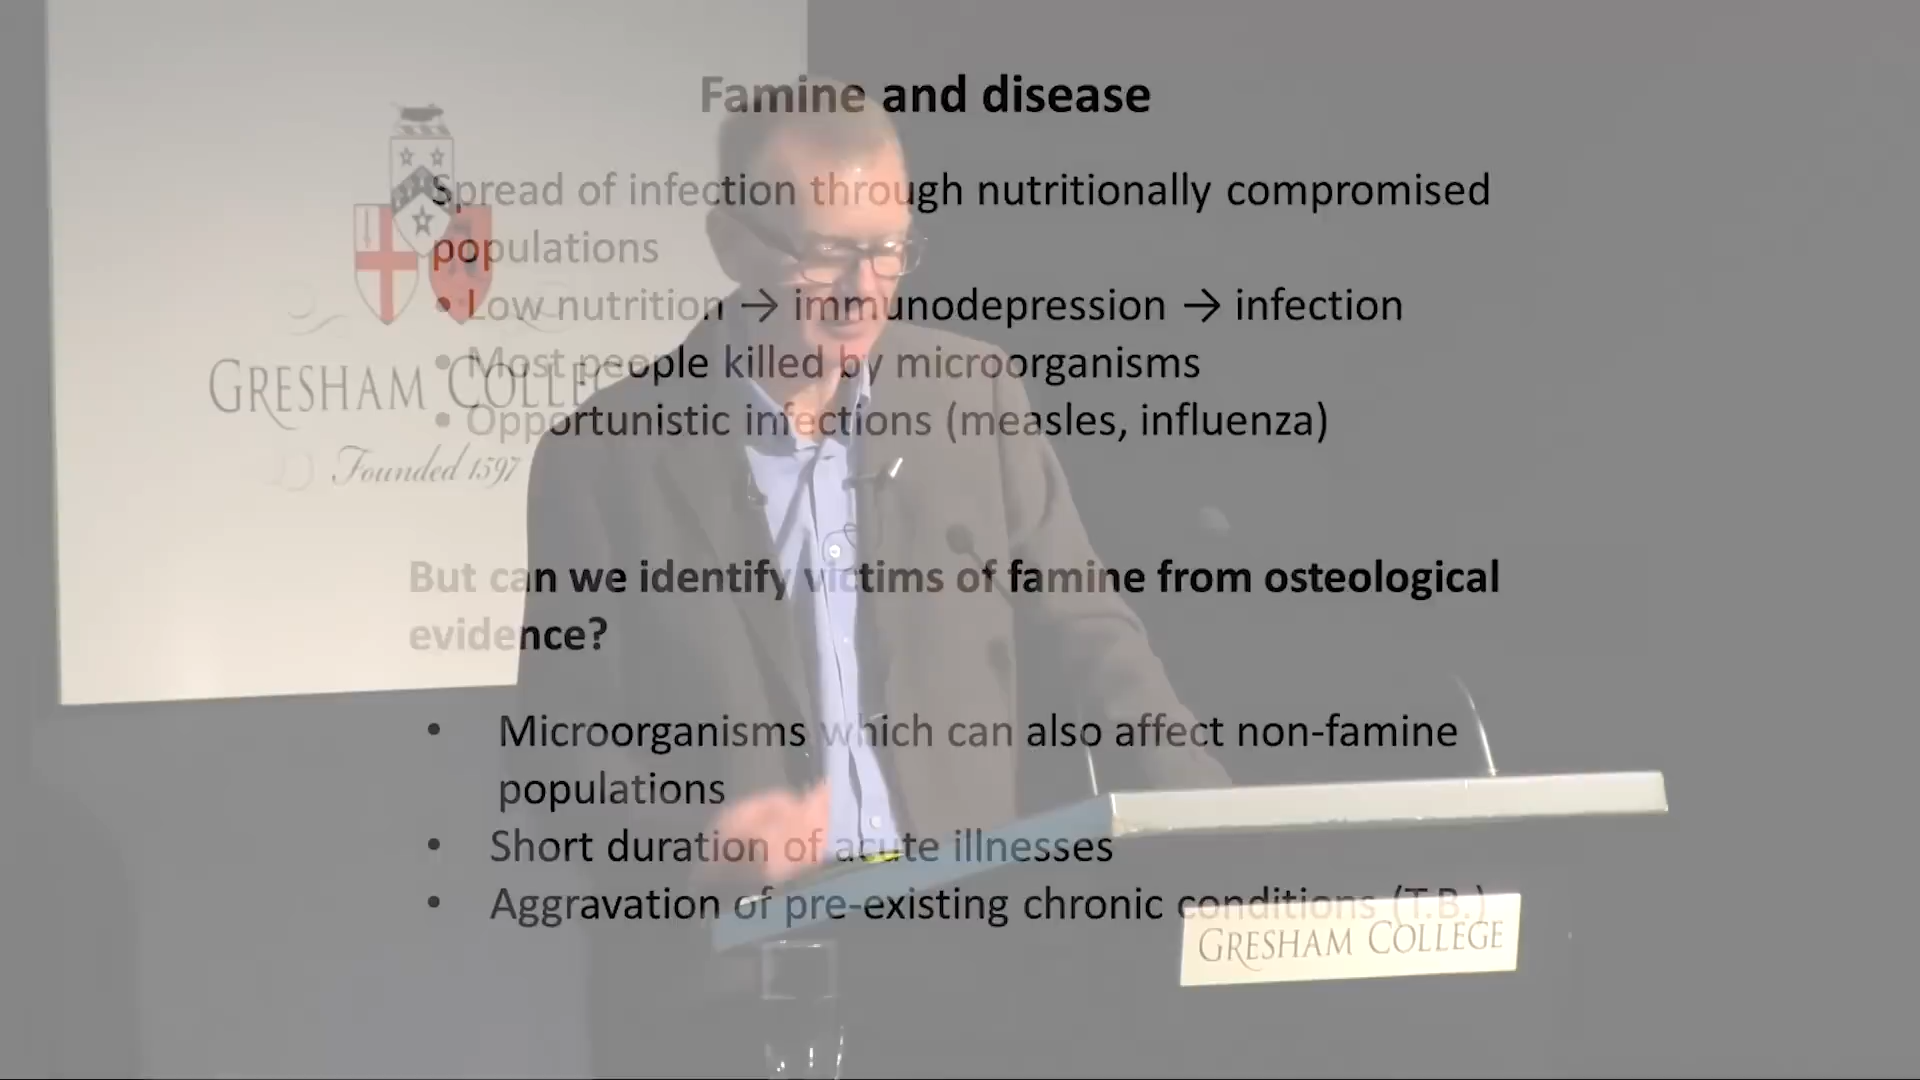 Famine and disease
Spread of infection through nutritionally compromised
populations
• Low nutrition → immunodepression → infection
• Most people killed by microorganisms
• Opportunistic infections (measles, influenza)
GRESHAM COLLEGE
Founded 1597
But can we identify victims of famine from osteological
evidence?
• Microorganisms which can also affect non-famine
populations
• Short duration of acute illnesses
• Aggravation of pre-existing chronic conditions (T.B.)
GRESHAM COLLEGE